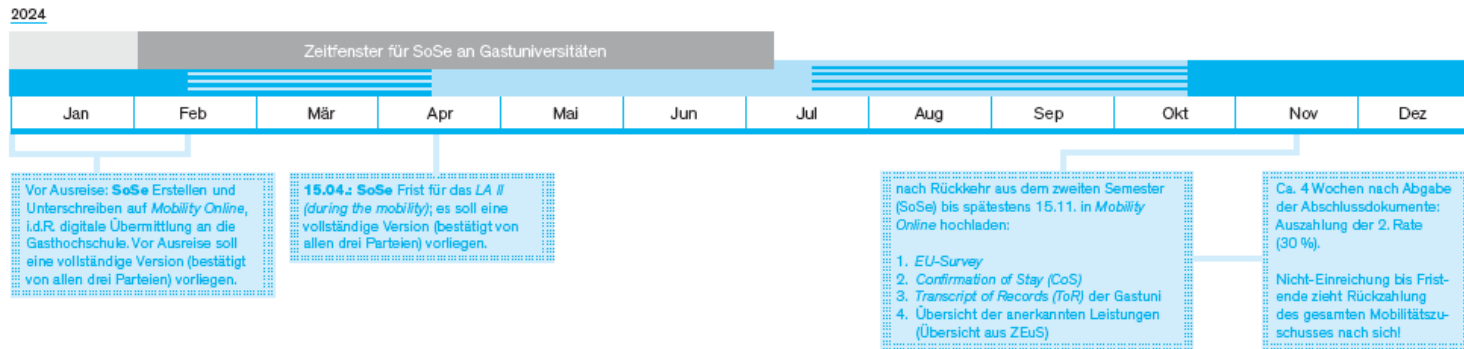 2024
Zeitfenster für SoSe an Gastuniversitäten
Jan Feb Mär Apr Mai Jun Jul Aug Sep Okt Nov Dez
Vor Ausreise: SoSe Erstellen und
Unterschreiben auf Mobility Online,
i.d.R. digitale Übermittlung an die
Gasthochschule. Vor Ausreise soll
eine vollständige Version (bestätigt
von allen drei Parteien) vorliegen.
15.04.: SoSe Frist für das LA II
(during the mobility); es soll eine
vollständige Version (bestätigt von
allen drei Parteien) vorliegen.
nach Rückkehr aus dem zweiten Semester
(SoSe) bis spätestens 15.11. in Mobility
Online hochladen:
1. EU-Survey
2. Confirmation of Stay (CoS)
3. Transcript of Records (ToR) der Gastuni
4. Übersicht der anerkannten Leistungen
(Übersicht aus ZEuS)
Ca. 4 Wochen nach Abgabe
der Abschlussdokumente:
Auszahlung der 2. Rate
(30 %).
Nicht-Einreichung bis Frist-
ende zieht Rückzahlung
des gesamten Mobilitätszu-
schusses nach sich!